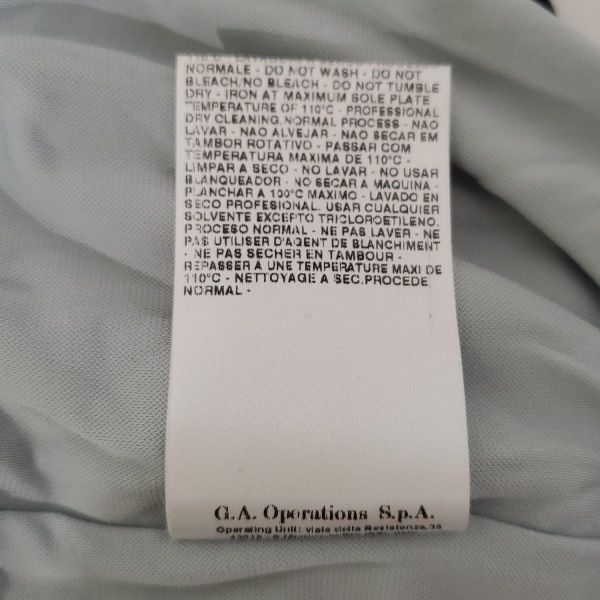 NORMALE - DO NOT WASH - DO NOT
BLEACH/NO BLEACH - DO NOT TUMBLE
DRY - IRON AT MAXIMUM SOLE PLATE
TEMPERATURE OF 110°C - PROFESSIONAL
DRY CLEANING.NORMAL PROCESS - NAO
LAVAR - NAO ALVEJAR - NAO SECAR EM
TAMBOR ROTATIVO - PASSAR COM
TEMPERATURA MAXIMA DE 110°C -
LIMPAR A SECO - NO LAVAR - NO USAR
BLANQUEADOR - NO SECAR A MAQUINA -
PLANCHAR A 100°C MAXIMO - LAVADO EN
SECO PROFESIONAL. USAR CUALQUIER
SOLVENTE EXCEPTO TRICLOROETILENO.
PROCESO NORMAL - NE PAS LAVER - NE
PAS UTILISER D'AGENT DE BLANCHIMENT
- NE PAS SECHER EN TAMBOUR -
REPASSER A UNE TEMPERATURE MAXI DE
110°C - NETTOYAGE A SEC.PROCEDE
NORMAL -
G.A. Operations S.p.A.
Operating Unit: viale della Resistenza,35